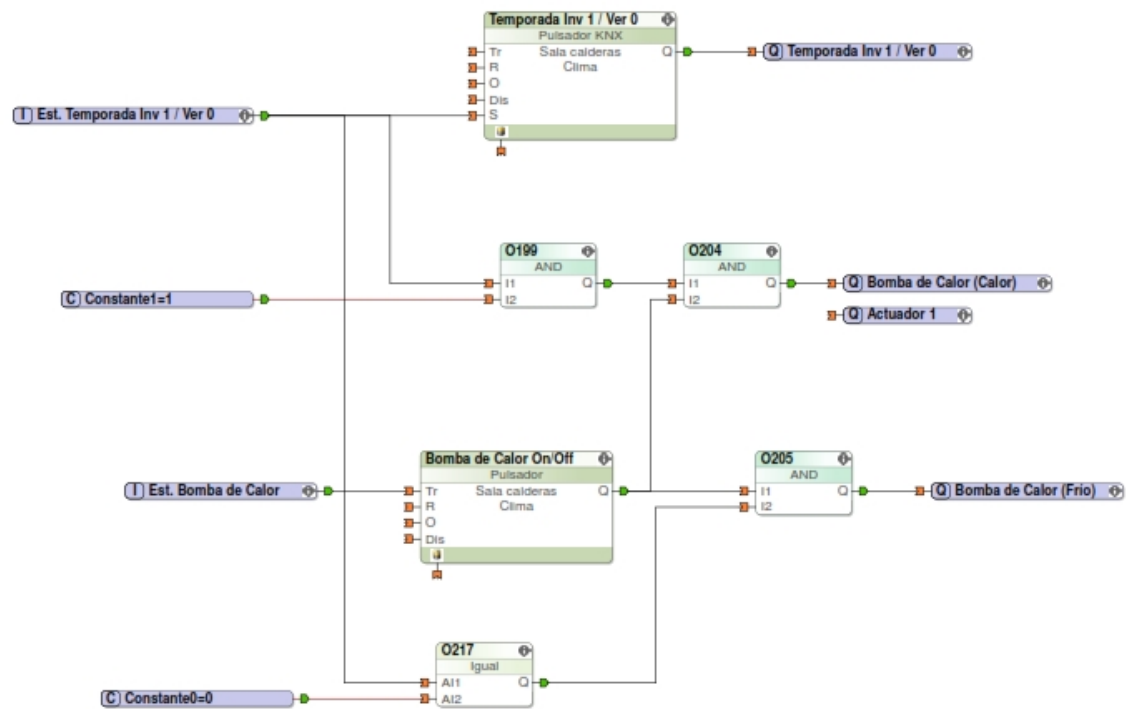 Temporada Inv 1 / Ver 0
Pulsador KNX
Tr Sala calderas Q
R Clima
O
Dis
S
Q Temporada Inv 1 / Ver 0
I Est. Temporada Inv 1 / Ver 0
O199
AND
I1 Q
I2
O204
AND
I1 Q
I2
Q Bomba de Calor (Calor)
C Constante1=1
Q Actuador 1
Bomba de Calor On/Off
Pulsador
Tr Sala calderas Q
R Clima
O
Dis
O205
AND
I1 Q
I2
I Est. Bomba de Calor
Q Bomba de Calor (Frio)
O217
Igual
AI1 Q
AI2
C Constante0=0